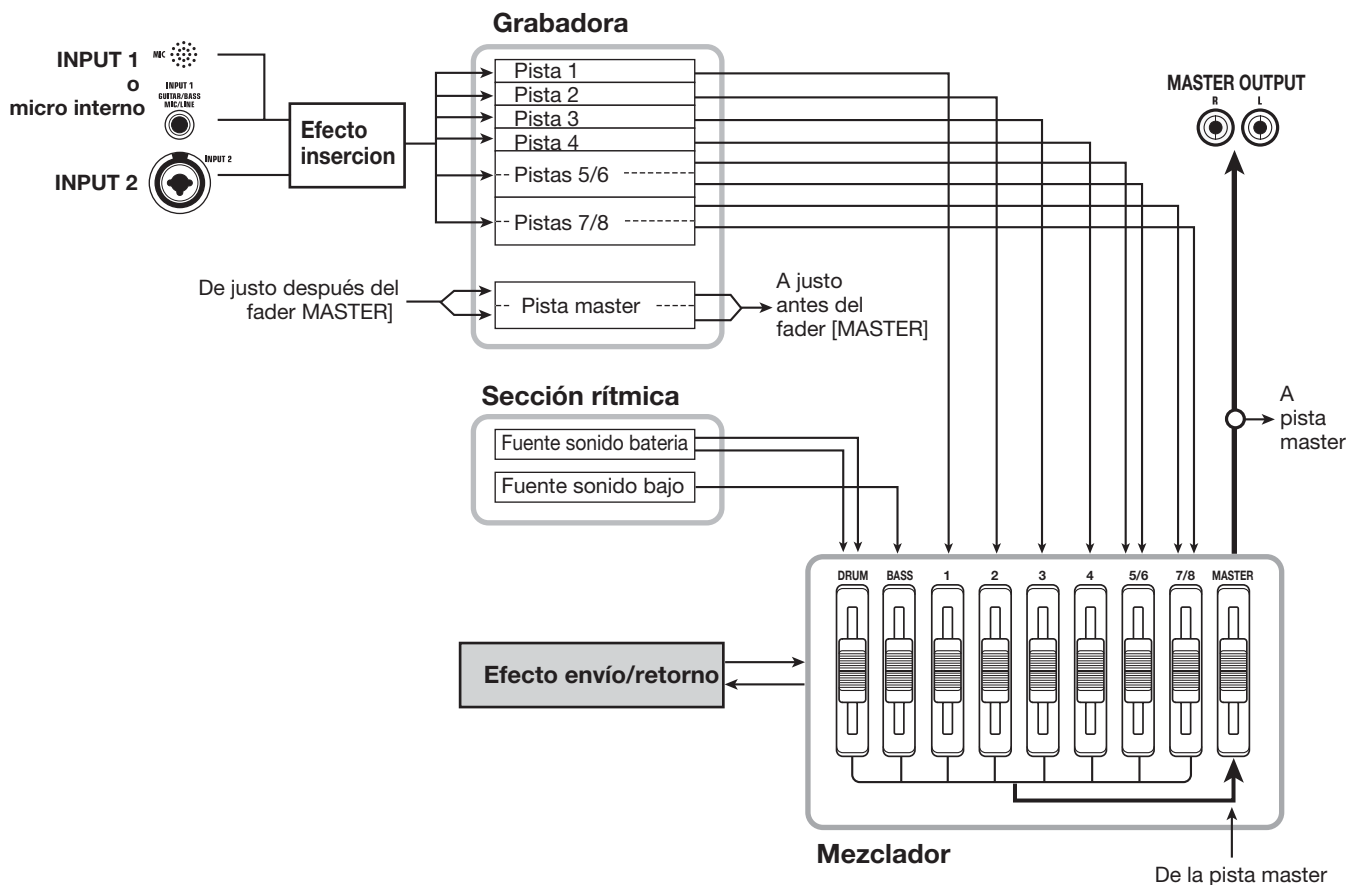 Grabadora
INPUT 1
o
micro interno
MIC
INPUT 1
GUITAR/BASS
MIC/LINE
INPUT 2
INPUT 2
Efecto
insercion
Pista 1
Pista 2
Pista 3
Pista 4
Pistas 5/6
Pistas 7/8
De justo después del
fader MASTER]
Pista master
A justo
antes del
fader [MASTER]
MASTER OUTPUT
R L
A
pista
master
Sección rítmica
Fuente sonido bateria
Fuente sonido bajo
DRUM BASS 1 2 3 4 5/6 7/8 MASTER
Efecto envío/retorno
Mezclador
De la pista master